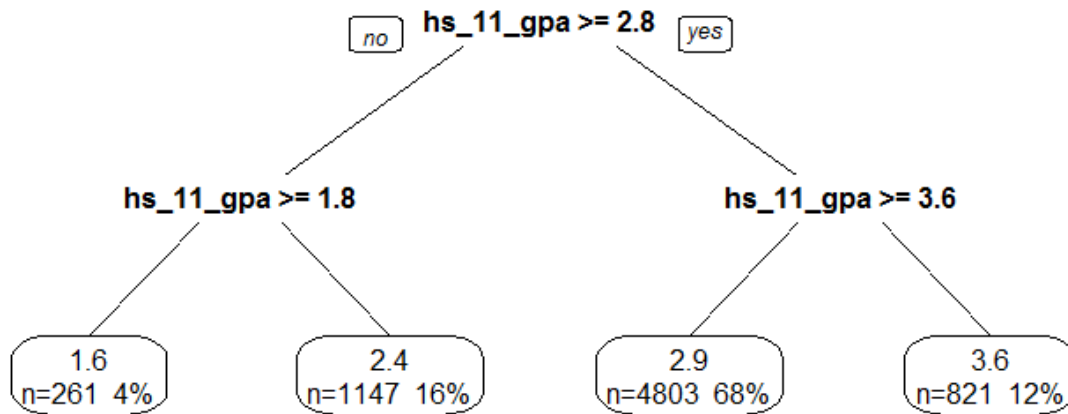 hs_11_gpa >= 2.8
no
yes
hs_11_gpa >= 1.8
hs_11_gpa >= 3.6
1.6
n=261 4%
2.4
n=1147 16%
2.9
n=4803 68%
3.6
n=821 12%